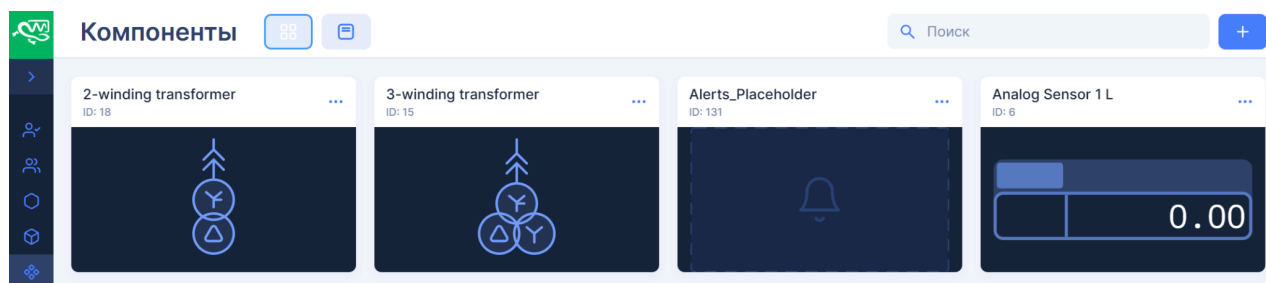 Компоненты
Поиск
+
2-winding transformer
ID: 18
3-winding transformer
ID: 15
Alerts_Placeholder
ID: 131
Analog Sensor 1 L
ID: 6
0.00